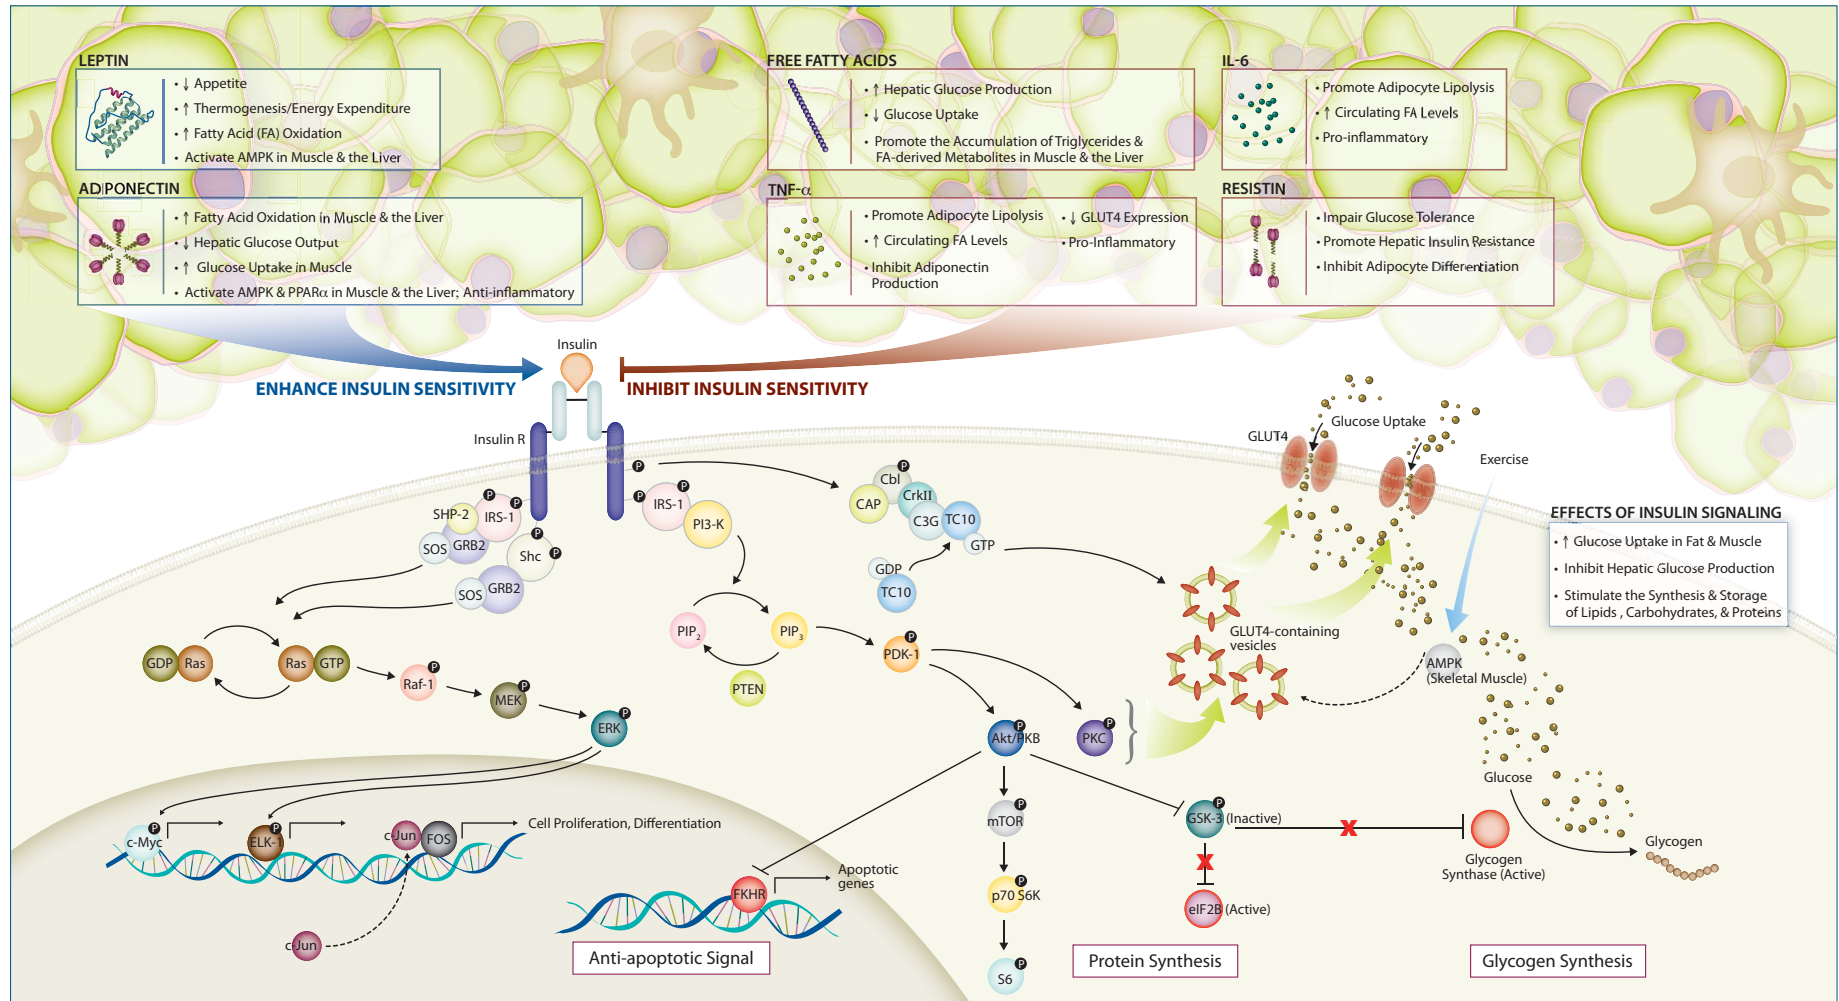 LEPTIN
• ↓ Appetite
• ↑ Thermogenesis/Energy Expenditure
• ↑ Fatty Acid (FA) Oxidation
• Activate AMPK in Muscle & the Liver
ADIPONECTIN
• ↑ Fatty Acid Oxidation in Muscle & the Liver
• ↓ Hepatic Glucose Output
• ↑ Glucose Uptake in Muscle
• Activate AMPK & PPARα in Muscle & the Liver; Anti-inflammatory
FREE FATTY ACIDS
• ↑ Hepatic Glucose Production
• ↓ Glucose Uptake
• Promote the Accumulation of Triglycerides &
FA-derived Metabolites in Muscle & the Liver
TNF-α
• Promote Adipocyte Lipolysis
• ↑ Circulating FA Levels
• Inhibit Adiponectin
Production
• ↓ GLUT4 Expression
• Pro-Inflammatory
IL-6
• Promote Adipocyte Lipolysis
• ↑ Circulating FA Levels
• Pro-inflammatory
RESISTIN
• Impair Glucose Tolerance
• Promote Hepatic Insulin Resistance
• Inhibit Adipocyte Differentiation
Insulin
ENHANCE INSULIN SENSITIVITY
INHIBIT INSULIN SENSITIVITY
Insulin R
P
P
P
P
P
SHP-2
IRS-1
SOS
GRB2
P
P
Shc
SOS
GRB2
IRS-1
PI3-K
P
Cbl
CAP
CrkII
C3G
TC10
GTP
GDP
TC10
GLUT4
Glucose Uptake
Exercise
EFFECTS OF INSULIN SIGNALING
• ↑ Glucose Uptake in Fat & Muscle
• Inhibit Hepatic Glucose Production
• Stimulate the Synthesis & Storage
of Lipids , Carbohydrates, & Proteins
GDP
Ras
Ras
GTP
P
Raf-1
P
MEK
P
ERK
PIP2
PIP3
PTEN
P
PDK-1
GLUT4-containing
vesicles
AMPK
(Skeletal Muscle)
P
Akt/PKB
P
PKC
}
Glucose
P
c-Myc
P
ELK-1
c-Jun
FOS
Cell Proliferation, Differentiation
c-Jun
FKHR
Apoptotic
genes
P
mTOR
P
p70 S6K
P
S6
P
GSK-3 (Inactive)
X
X
eIF2B (Active)
Glycogen
Synthase (Active)
Glycogen
Anti-apoptotic Signal
Protein Synthesis
Glycogen Synthesis